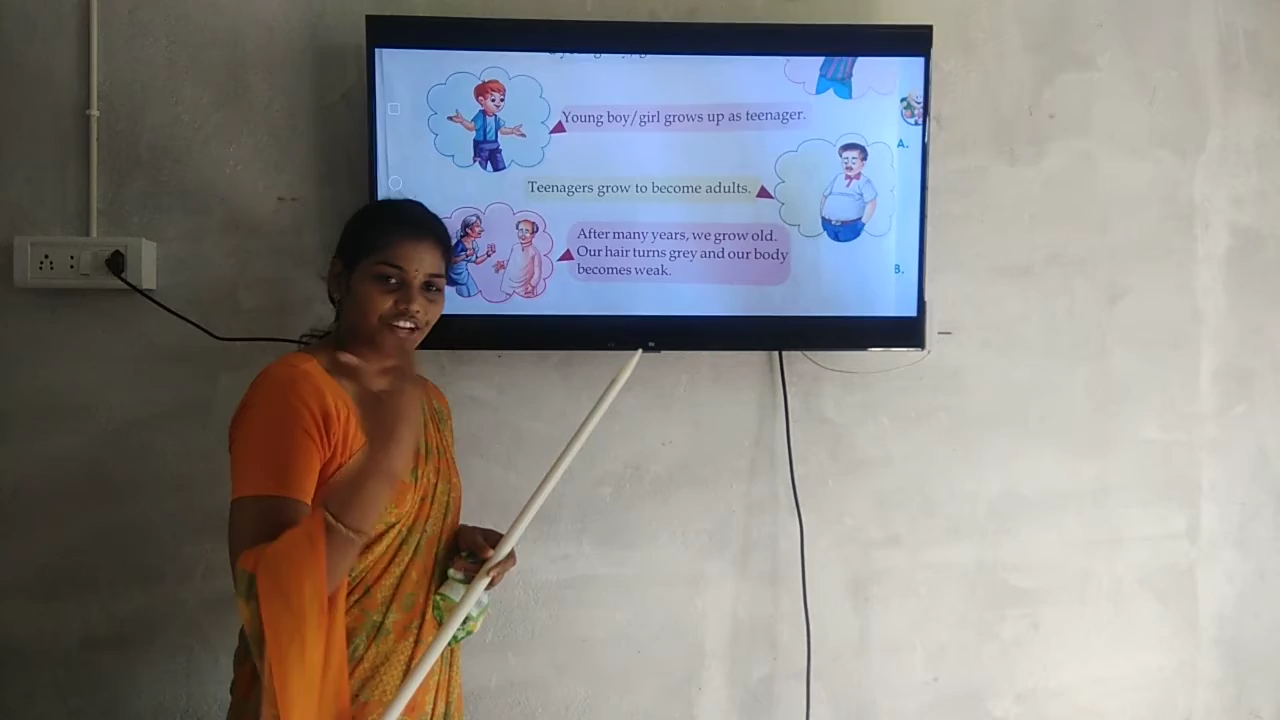 Young boy/girl grows up as teenager.
A.
Teenagers grow to become adults.
After many years, we grow old.
Our hair turns grey and our body
becomes weak.
B.